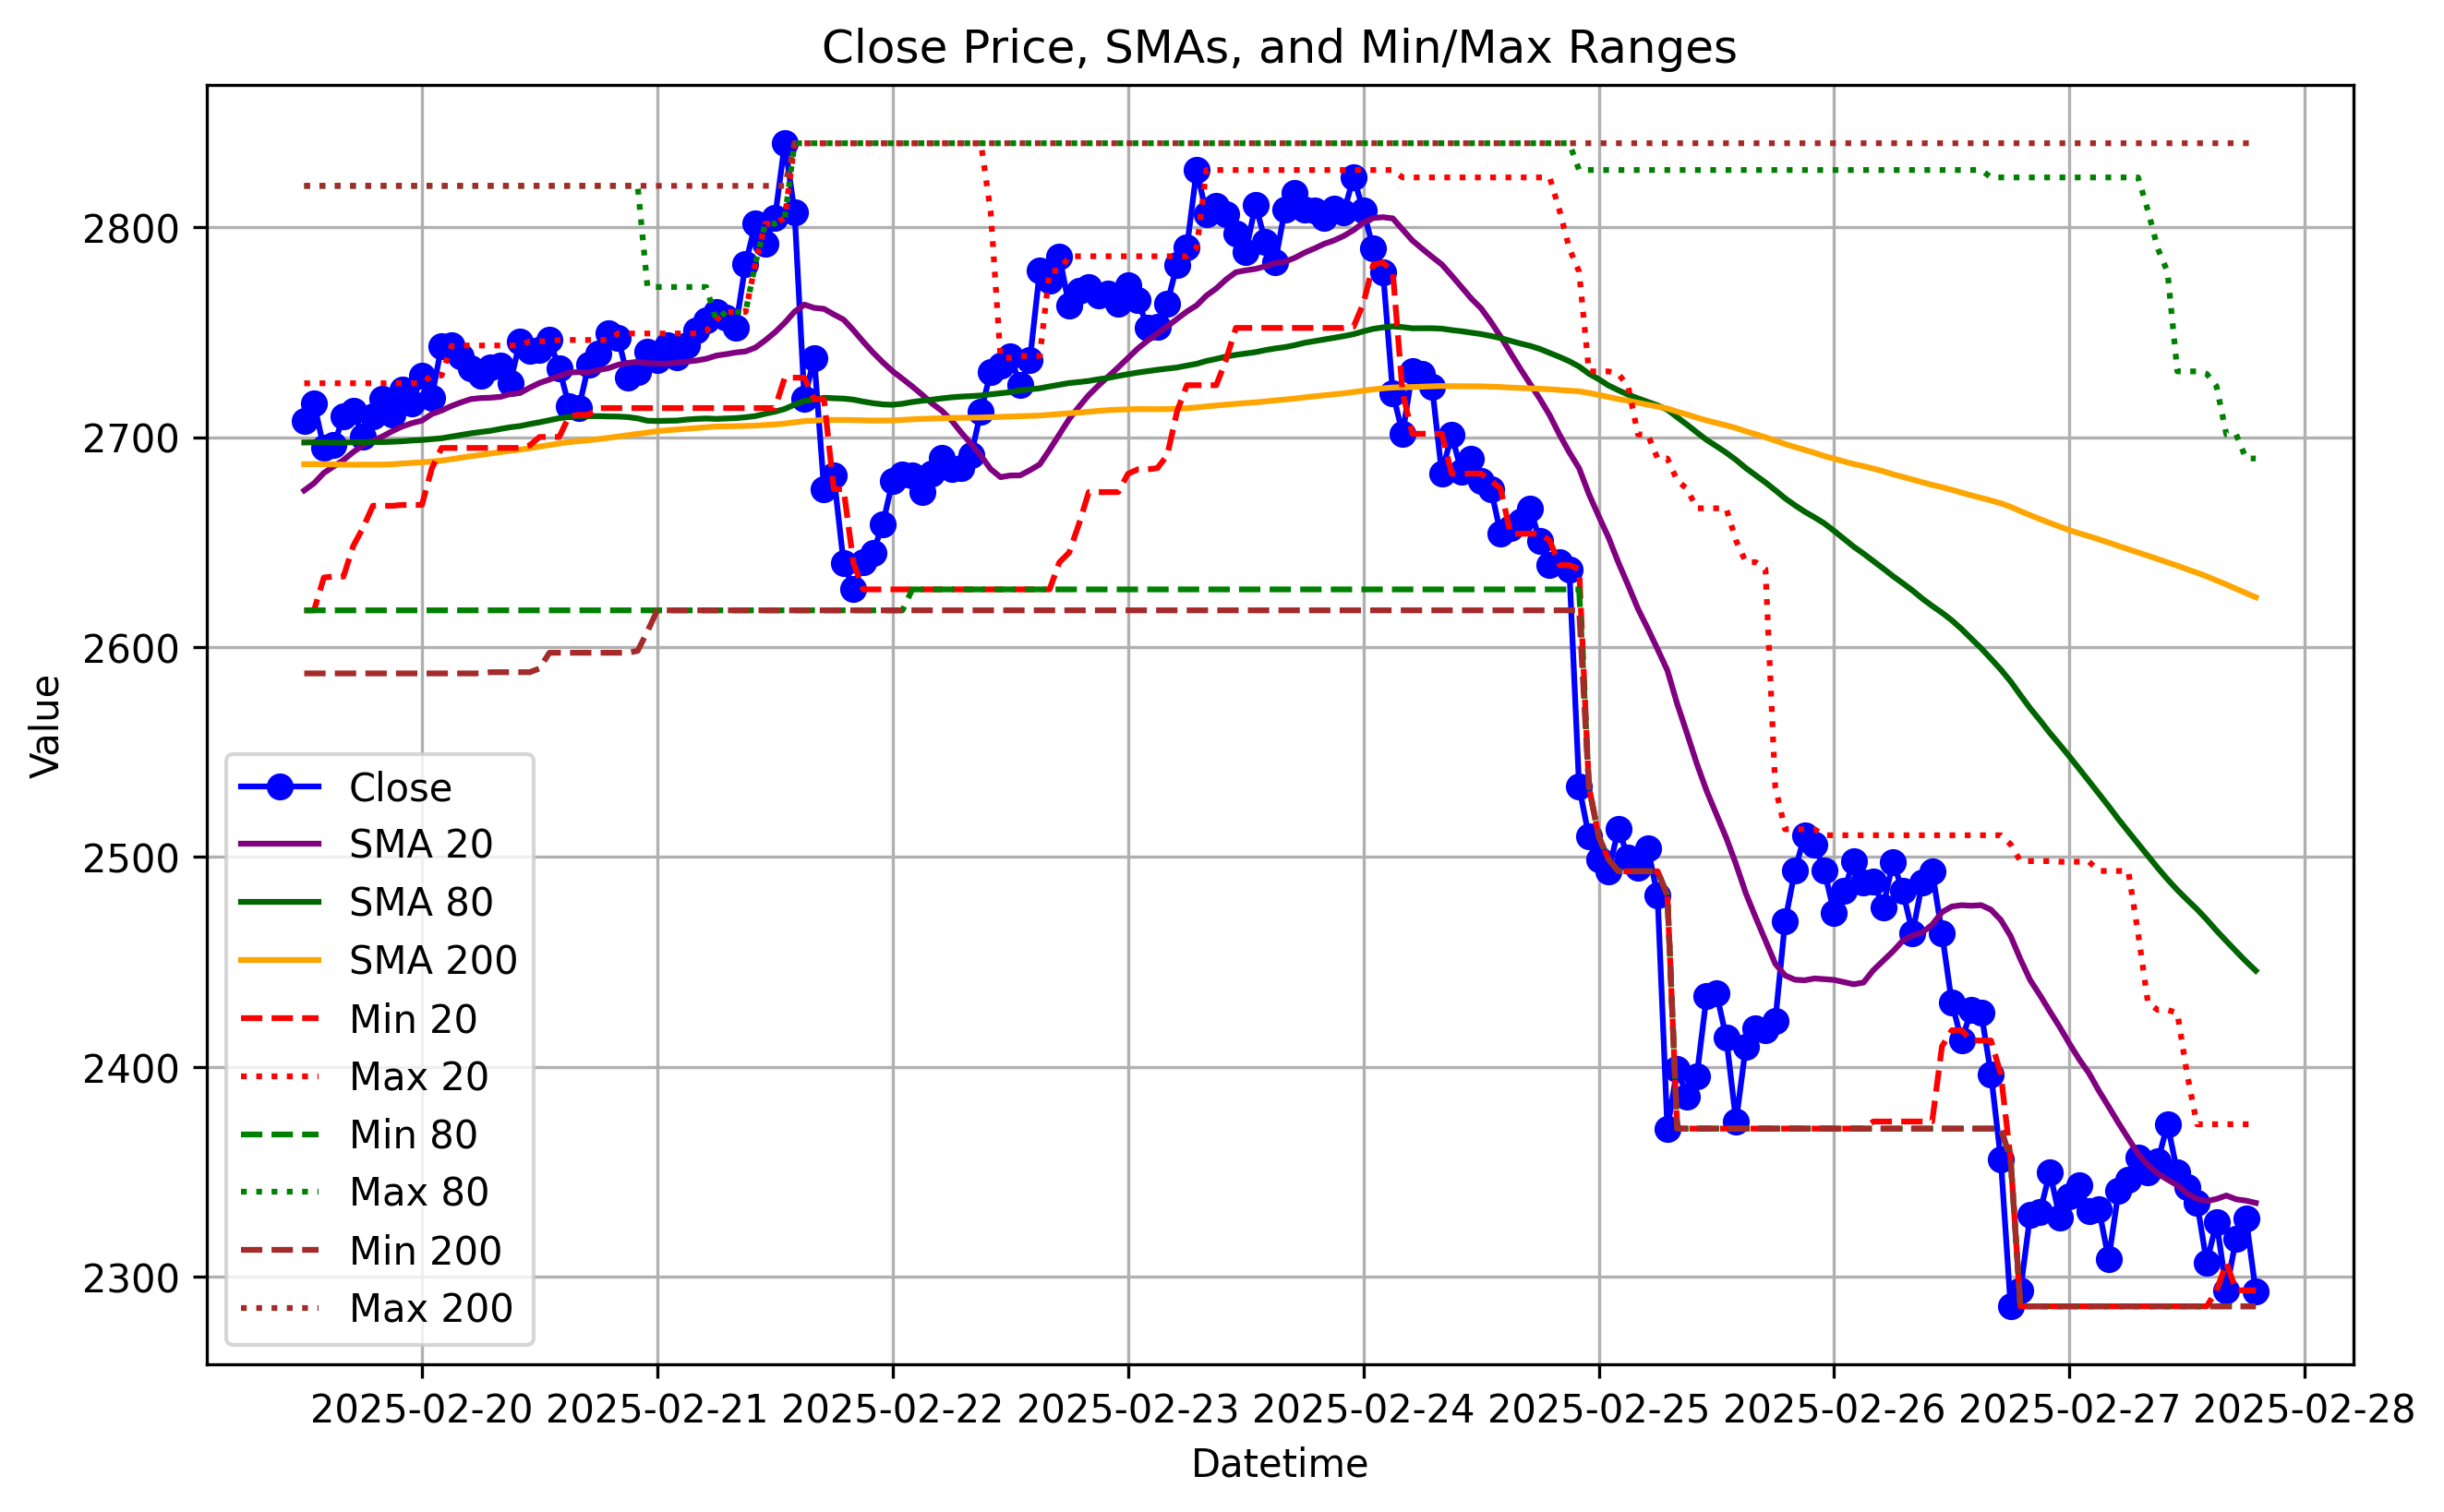 Close Price, SMAs, and Min/Max Ranges
Value
2800
2700
2600
2500
2400
2300
Close
SMA 20
SMA 80
SMA 200
Min 20
Max 20
Min 80
Max 80
Min 200
Max 200
2025-02-20 2025-02-21 2025-02-22 2025-02-23 2025-02-24 2025-02-25 2025-02-26 2025-02-27 2025-02-28
Datetime